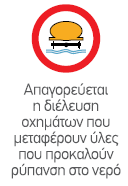 Απαγορεύεται
η διέλευση
οχημάτων που
μεταφέρουν ύλες
που προκαλούν
ρύπανση στο νερό